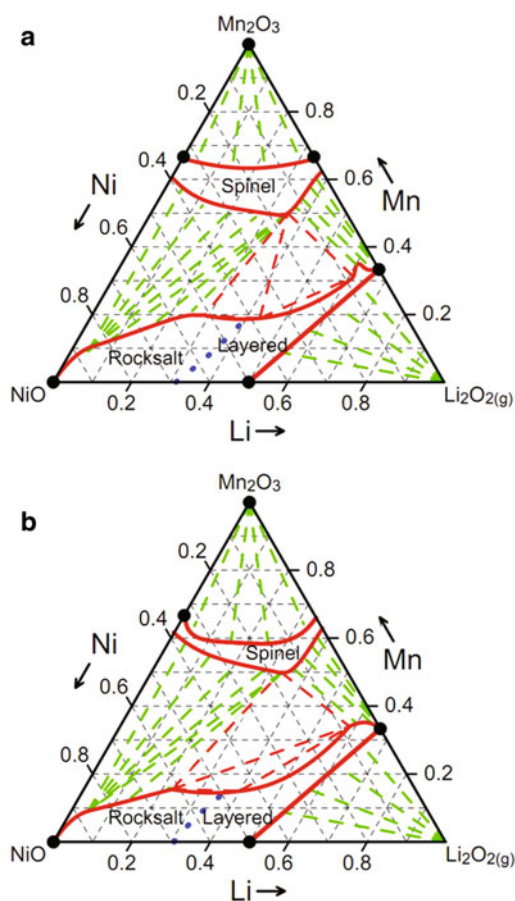 a
Mn₂O₃
0.2
0.8
0.4
0.6
Ni
Spinel
Mn
0.6
0.4
0.8
0.2
Rocksalt
Layered
NiO
Li₂O₂(g)
0.2
0.4
0.6
0.8
Li
b
Mn₂O₃
0.2
0.8
0.4
0.6
Ni
Spinel
Mn
0.6
0.4
0.8
0.2
Rocksalt
Layered
NiO
Li₂O₂(g)
0.2
0.4
0.6
0.8
Li